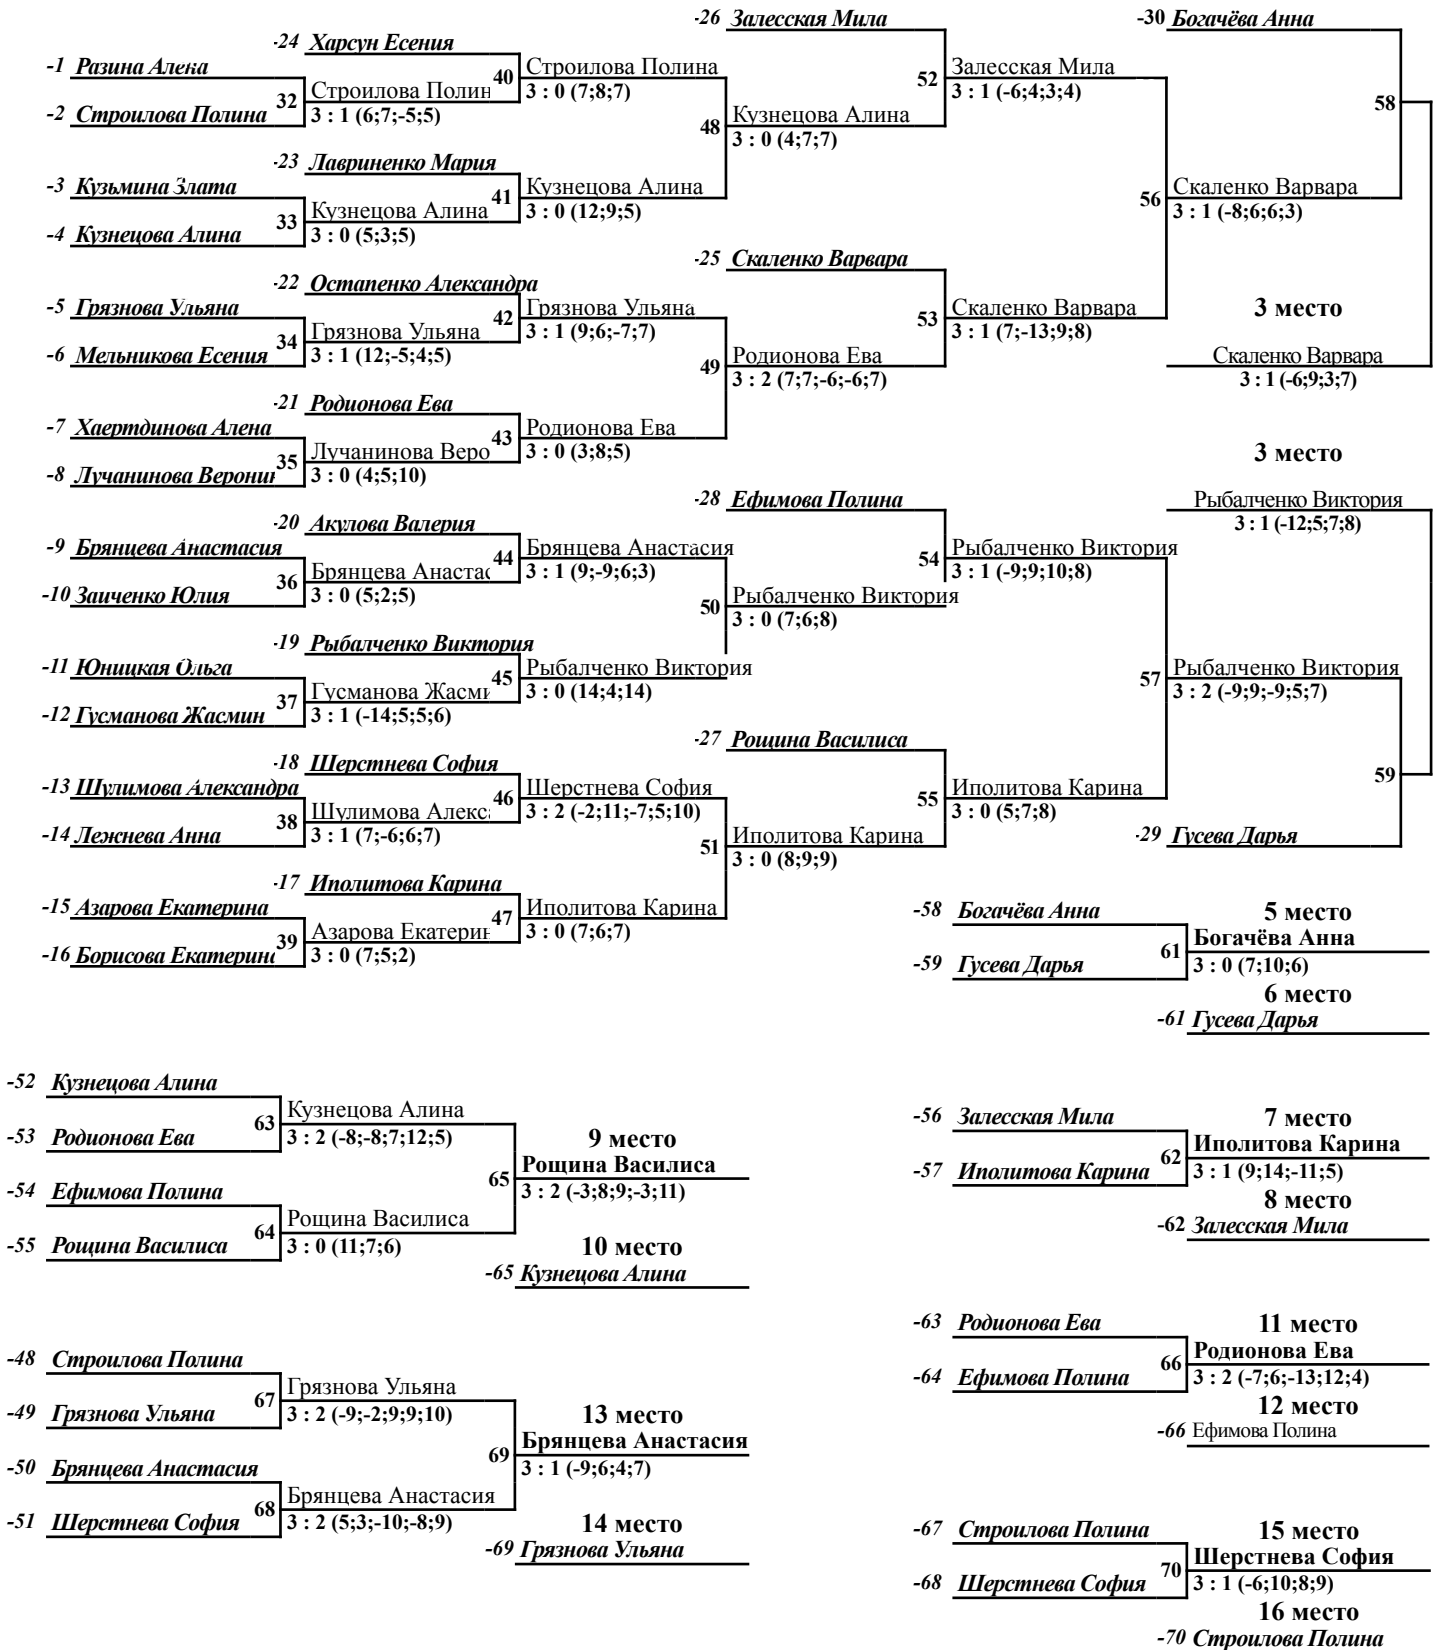 -26 Залесская Мила
-30 Богачёва Анна
-24 Харсун Есения
-1 Разина Алека
40 Строилова Полина
3 : 0 (7;8;7)
52 Залесская Мила
3 : 1 (-6;4;3;4)
32 Строилова Полин
3 : 1 (6;7;-5;5)
-2 Строилова Полина
58
48 Кузнецова Алина
3 : 0 (4;7;7)
-23 Лавриненко Мария
-3 Кузьмина Злата
41 Кузнецова Алина
3 : 0 (12;9;5)
56 Скаленко Варвара
3 : 1 (-8;6;6;3)
33 Кузнецова Алина
3 : 0 (5;3;5)
-4 Кузнецова Алина
-25 Скаленко Варвара
-22 Остапенко Александра
-5 Грязнова Ульяна
42 Грязнова Ульяна
3 : 1 (9;6;-7;7)
53 Скаленко Варвара
3 : 1 (7;-13;9;8)
3 место
34 Грязнова Ульяна
3 : 1 (12;-5;4;5)
-6 Мельникова Есения
49 Родионова Ева
3 : 2 (7;7;-6;-6;7)
Скаленко Варвара
3 : 1 (-6;9;3;7)
-21 Родионова Ева
-7 Хаертдинова Алена
43 Родионова Ева
3 : 0 (3;8;5)
35 Лучанинова Веро
3 : 0 (4;5;10)
-8 Лучанинова Верони
3 место
-28 Ефимова Полина
Рыбалченко Виктория
3 : 1 (-12;5;7;8)
-20 Акулова Валерия
-9 Брянцева Анастасия
44 Брянцева Анастасия
3 : 1 (9;-9;6;3)
54 Рыбалченко Виктория
3 : 1 (-9;9;10;8)
36 Брянцева Анастас
3 : 0 (5;2;5)
-10 Заиченко Юлия
50 Рыбалченко Виктория
3 : 0 (7;6;8)
-19 Рыбалченко Виктория
-11 Юницкая Ольга
45 Рыбалченко Виктория
3 : 0 (14;4;14)
57 Рыбалченко Виктория
3 : 2 (-9;9;-9;5;7)
37 Гусманова Жасми
3 : 1 (-14;5;5;6)
-12 Гусманова Жасмин
-27 Рощина Василиса
-18 Шерстнева София
-13 Шулимова Александра
46 Шерстнева София
3 : 2 (-2;11;-7;5;10)
55 Иполитова Карина
3 : 0 (5;7;8)
59
38 Шулимова Алекс
3 : 1 (7;-6;6;7)
-14 Лежнева Анна
51 Иполитова Карина
3 : 0 (8;9;9)
-29 Гусева Дарья
-17 Иполитова Карина
-15 Азарова Екатерина
47 Иполитова Карина
3 : 0 (7;6;7)
39 Азарова Екатерин
3 : 0 (7;5;2)
-16 Борисова Екатерина
-58 Богачёва Анна
5 место
61 Богачёва Анна
3 : 0 (7;10;6)
-59 Гусева Дарья
6 место
-61 Гусева Дарья
-52 Кузнецова Алина
63 Кузнецова Алина
3 : 2 (-8;-8;7;12;5)
-53 Родионова Ева
9 место
65 Рощина Василиса
3 : 2 (-3;8;9;-3;11)
-54 Ефимова Полина
64 Рощина Василиса
3 : 0 (11;7;6)
-55 Рощина Василиса
10 место
-65 Кузнецова Алина
-56 Залесская Мила
7 место
62 Иполитова Карина
3 : 1 (9;14;-11;5)
-57 Иполитова Карина
8 место
-62 Залесская Мила
-63 Родионова Ева
11 место
66 Родионова Ева
3 : 2 (-7;6;-13;12;4)
-64 Ефимова Полина
12 место
-66 Ефимова Полина
-48 Строилова Полина
67 Грязнова Ульяна
3 : 2 (-9;-2;9;9;10)
-49 Грязнова Ульяна
13 место
69 Брянцева Анастасия
3 : 1 (-9;6;4;7)
-50 Брянцева Анастасия
68 Брянцева Анастасия
3 : 2 (5;3;-10;-8;9)
-51 Шерстнева София
14 место
-69 Грязнова Ульяна
-67 Строилова Полина
15 место
70 Шерстнева София
3 : 1 (-6;10;8;9)
-68 Шерстнева София
16 место
-70 Строилова Полина